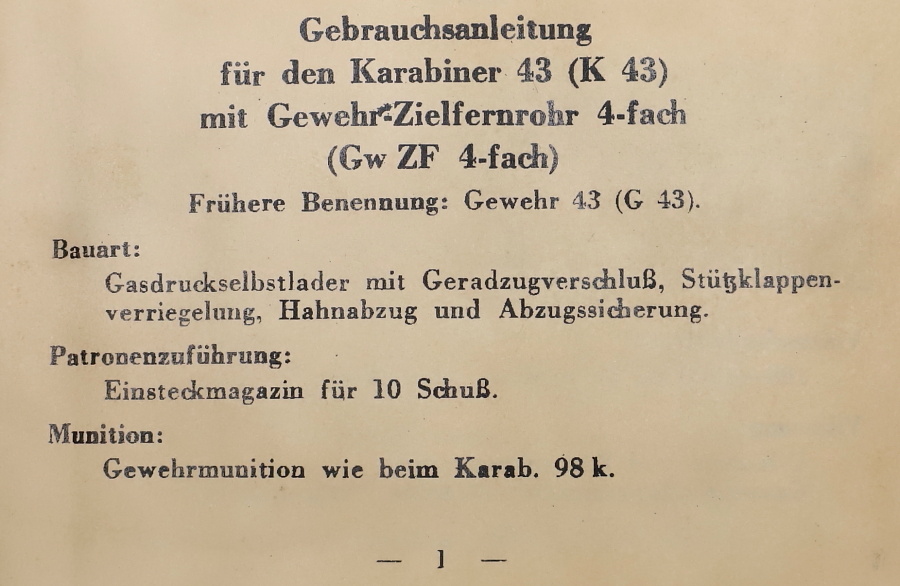 Gebrauchsanleitung
für den Karabiner 43 (K 43)
mit Gewehr-Zielfernrohr 4-fach
(Gw ZF 4-fach)
Frühere Benennung: Gewehr 43 (G 43).
Bauart:
Gasdruckselbstlader mit Geradzugverschluß, Stützklappen-
verriegelung, Hahnabzug und Abzugssicherung.
Patronenzuführung:
Einsteckmagazin für 10 Schuß.
Munition:
Gewehrmunition wie beim Karab. 98 k.
— 1 —